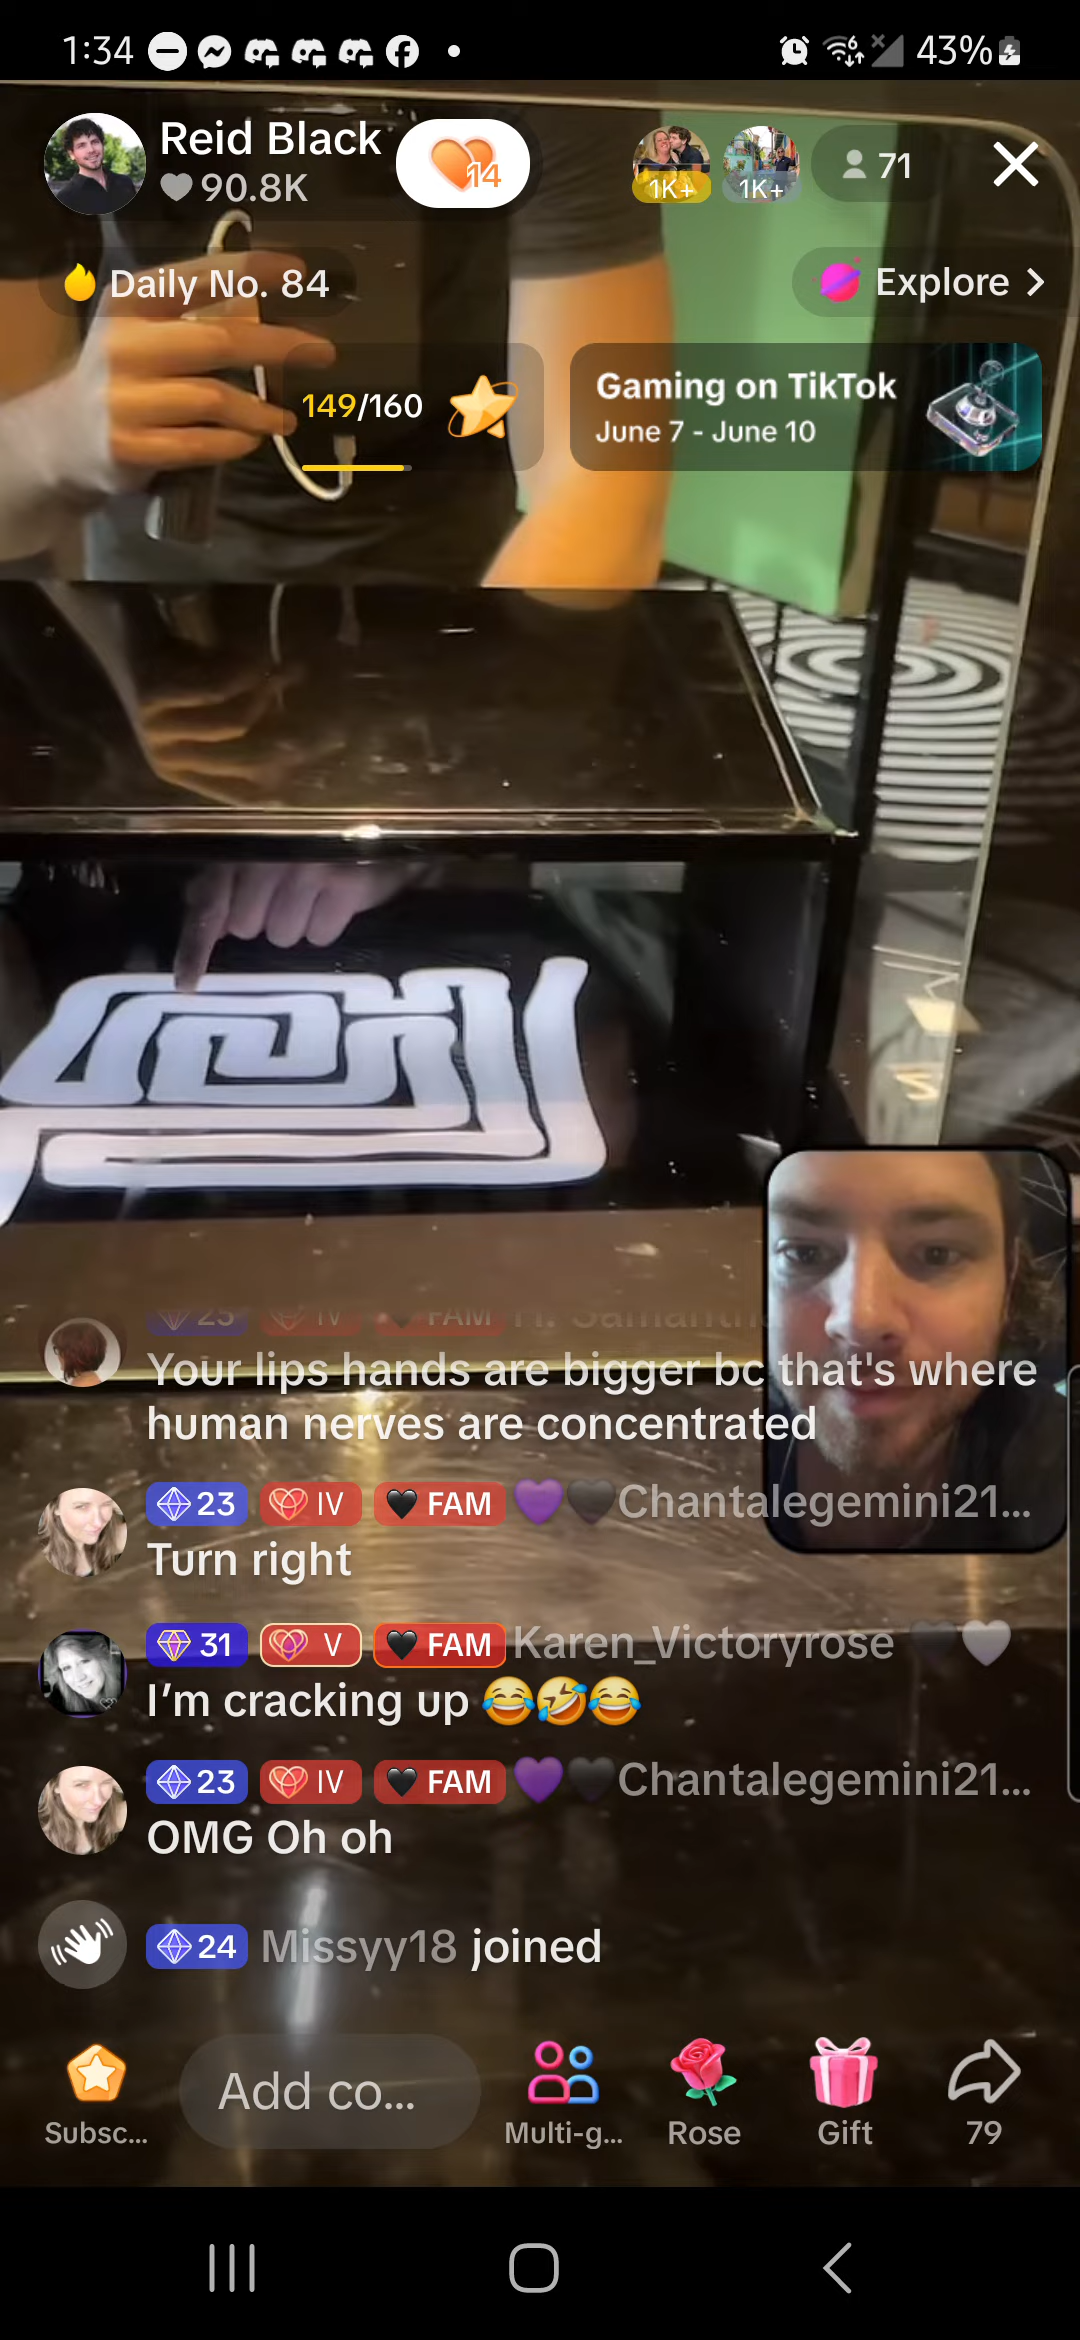 1:34
43%
Reid Black
90.8K
14
1K+
1K+
71
Daily No. 84
Explore
149/160
Gaming on TikTok
June 7 - June 10
25 IV FAM
Your lips hands are bigger bc that's where
human nerves are concentrated
23 IV FAM Chantalegemini21...
Turn right
31 V FAM Karen_Victoryrose
I'm cracking up 😂🤣😂
23 IV FAM Chantalegemini21...
OMG Oh oh
24 Missyy18 joined
Add co...
Subsc...
Multi-g...
Rose
Gift
79